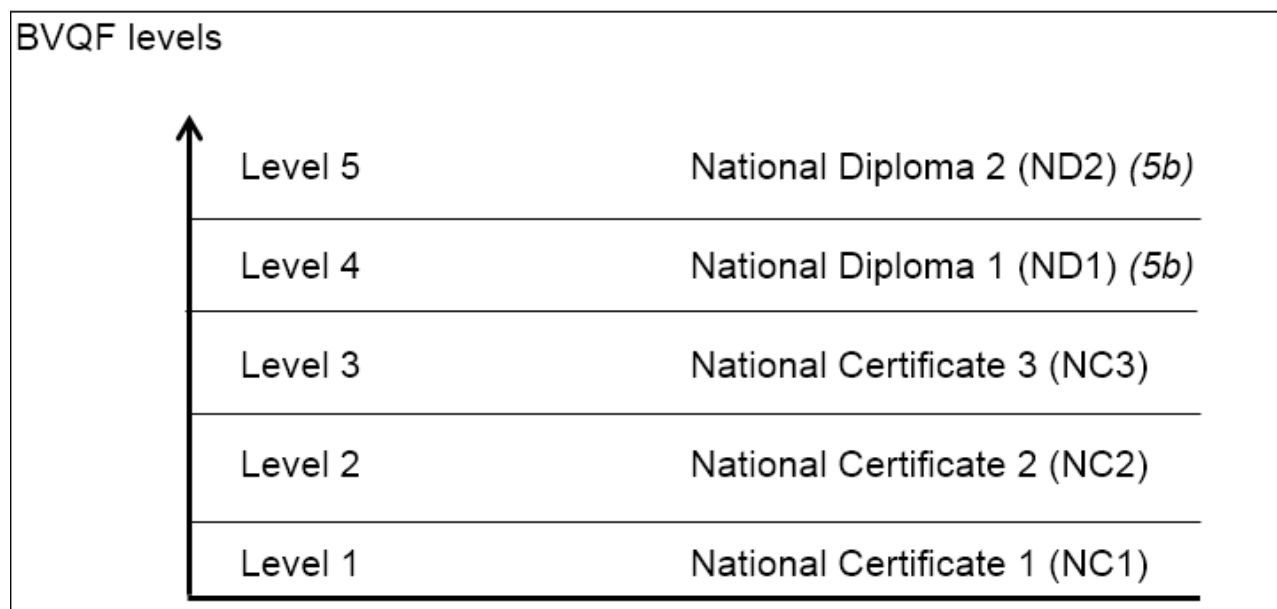 BVQF levels
Level 5 National Diploma 2 (ND2) (5b)
Level 4 National Diploma 1 (ND1) (5b)
Level 3 National Certificate 3 (NC3)
Level 2 National Certificate 2 (NC2)
Level 1 National Certificate 1 (NC1)